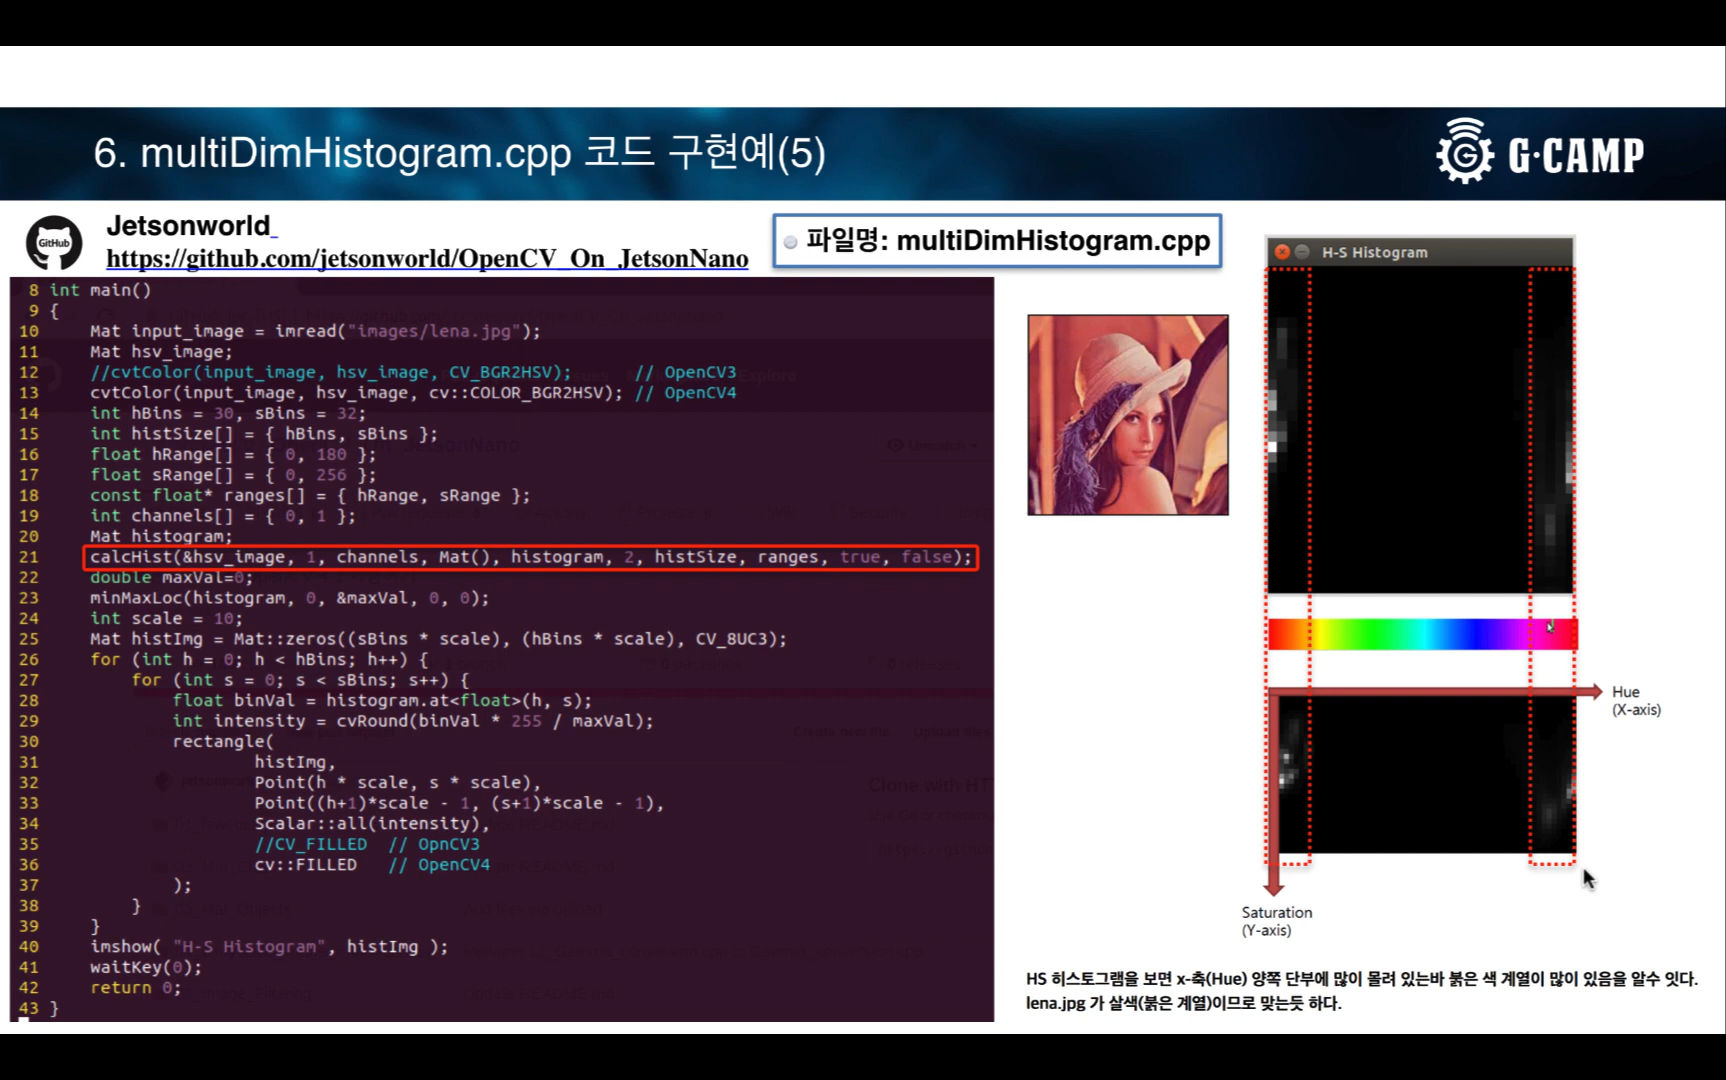 6. multiDimHistogram.cpp 코드 구현예(5)
G·CAMP
GitHub
Jetsonworld
https://github.com/jetsonworld/OpenCV_On_JetsonNano
파일명: multiDimHistogram.cpp
8 int main()
9 {
10     Mat input_image = imread("images/lena.jpg");
11     Mat hsv_image;
12     //cvtColor(input_image, hsv_image, CV_BGR2HSV);      // OpenCV3
13     cvtColor(input_image, hsv_image, cv::COLOR_BGR2HSV); // OpenCV4
14     int hBins = 30, sBins = 32;
15     int histSize[] = { hBins, sBins };
16     float hRange[] = { 0, 180 };
17     float sRange[] = { 0, 256 };
18     const float* ranges[] = { hRange, sRange };
19     int channels[] = { 0, 1 };
20     Mat histogram;
21     calcHist(&hsv_image, 1, channels, Mat(), histogram, 2, histSize, ranges, true, false);
22     double maxVal=0;
23     minMaxLoc(histogram, 0, &maxVal, 0, 0);
24     int scale = 10;
25     Mat histImg = Mat::zeros((sBins * scale), (hBins * scale), CV_8UC3);
26     for (int h = 0; h < hBins; h++) {
27         for (int s = 0; s < sBins; s++) {
28             float binVal = histogram.at<float>(h, s);
29             int intensity = cvRound(binVal * 255 / maxVal);
30             rectangle(
31                     histImg,
32                     Point(h * scale, s * scale),
33                     Point((h+1)*scale - 1, (s+1)*scale - 1),
34                     Scalar::all(intensity),
35                     //CV_FILLED  // OpnCV3
36                     cv::FILLED   // OpenCV4
37             );
38         }
39     }
40     imshow( "H-S Histogram", histImg );
41     waitKey(0);
42     return 0;
43 }
H-S Histogram
Hue
(X-axis)
Saturation
(Y-axis)
HS 히스토그램을 보면 x-축(Hue) 양쪽 단부에 많이 몰려 있는바 붉은 색 계열이 많이 있음을 알수 잇다.
lena.jpg 가 살색(붉은 계열)이므로 맞는듯 하다.